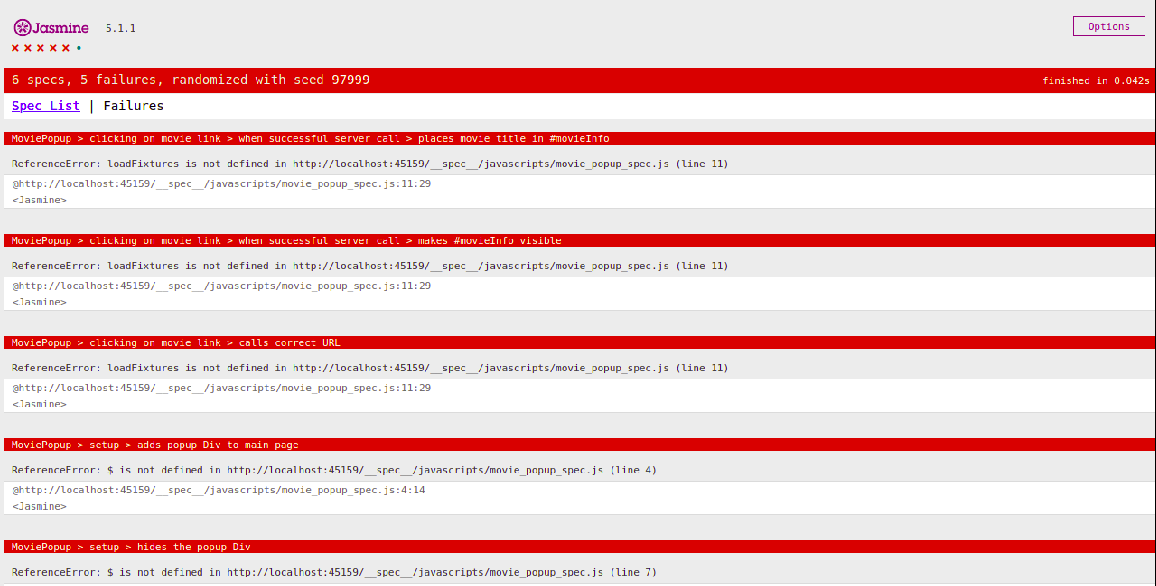 Jasmine 5.1.1
Options
× × × × × •
6 specs, 5 failures, randomized with seed 97999
finished in 0.042s
Spec List | Failures
MoviePopup > clicking on movie link > when successful server call > places movie title in #movieInfo
ReferenceError: loadFixtures is not defined in http://localhost:45159/__spec__/javascripts/movie_popup_spec.js (line 11)
@http://localhost:45159/__spec__/javascripts/movie_popup_spec.js:11:29
<Jasmine>
MoviePopup > clicking on movie link > when successful server call > makes #movieInfo visible
ReferenceError: loadFixtures is not defined in http://localhost:45159/__spec__/javascripts/movie_popup_spec.js (line 11)
@http://localhost:45159/__spec__/javascripts/movie_popup_spec.js:11:29
<Jasmine>
MoviePopup > clicking on movie link > calls correct URL
ReferenceError: loadFixtures is not defined in http://localhost:45159/__spec__/javascripts/movie_popup_spec.js (line 11)
@http://localhost:45159/__spec__/javascripts/movie_popup_spec.js:11:29
<Jasmine>
MoviePopup > setup > adds popup Div to main page
ReferenceError: $ is not defined in http://localhost:45159/__spec__/javascripts/movie_popup_spec.js (line 4)
@http://localhost:45159/__spec__/javascripts/movie_popup_spec.js:4:14
<Jasmine>
MoviePopup > setup > hides the popup Div
ReferenceError: $ is not defined in http://localhost:45159/__spec__/javascripts/movie_popup_spec.js (line 7)